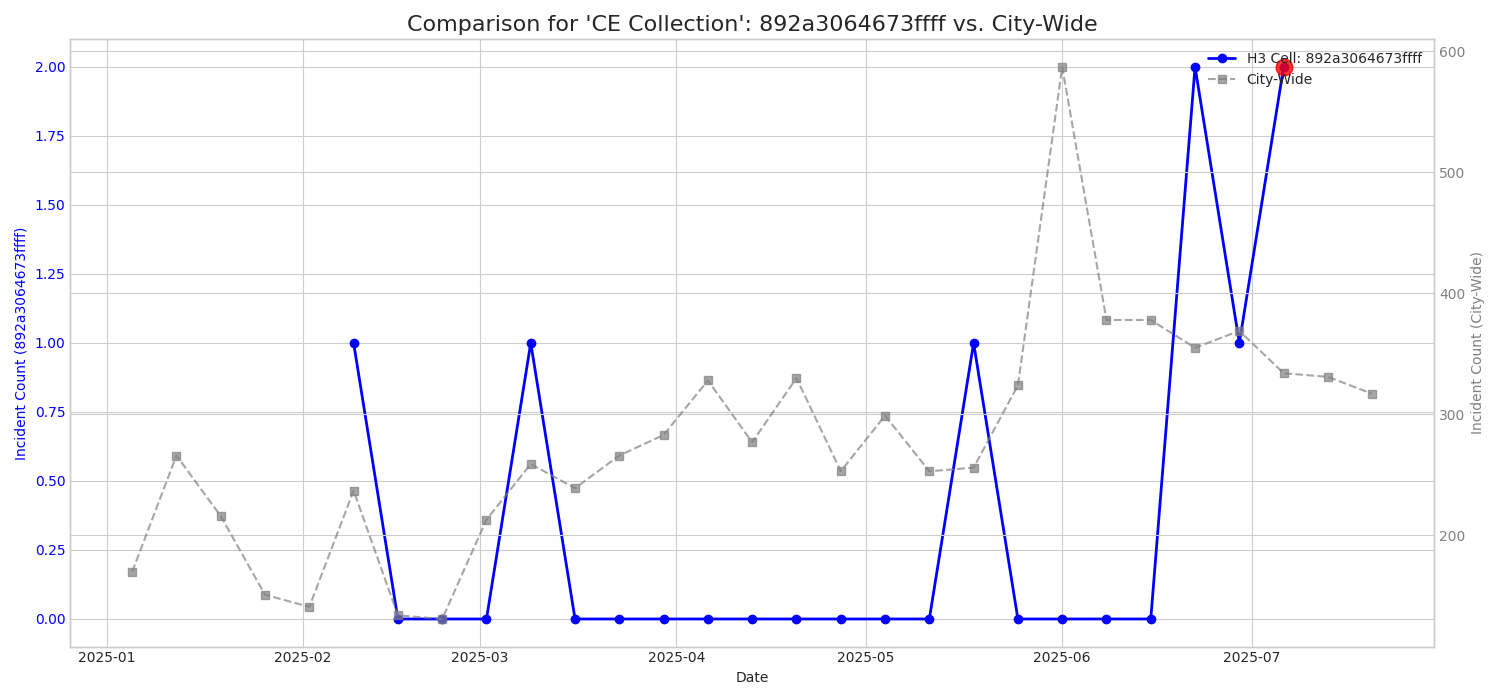 Comparison for 'CE Collection': 892a3064673ffff vs. City-Wide
H3 Cell: 892a3064673ffff
City-Wide
Incident Count (892a3064673ffff)
2.00
1.75
1.50
1.25
1.00
0.75
0.50
0.25
0.00
600
500
400
300
200
Incident Count (City-Wide)
2025-01 2025-02 2025-03 2025-04 2025-05 2025-06 2025-07
Date